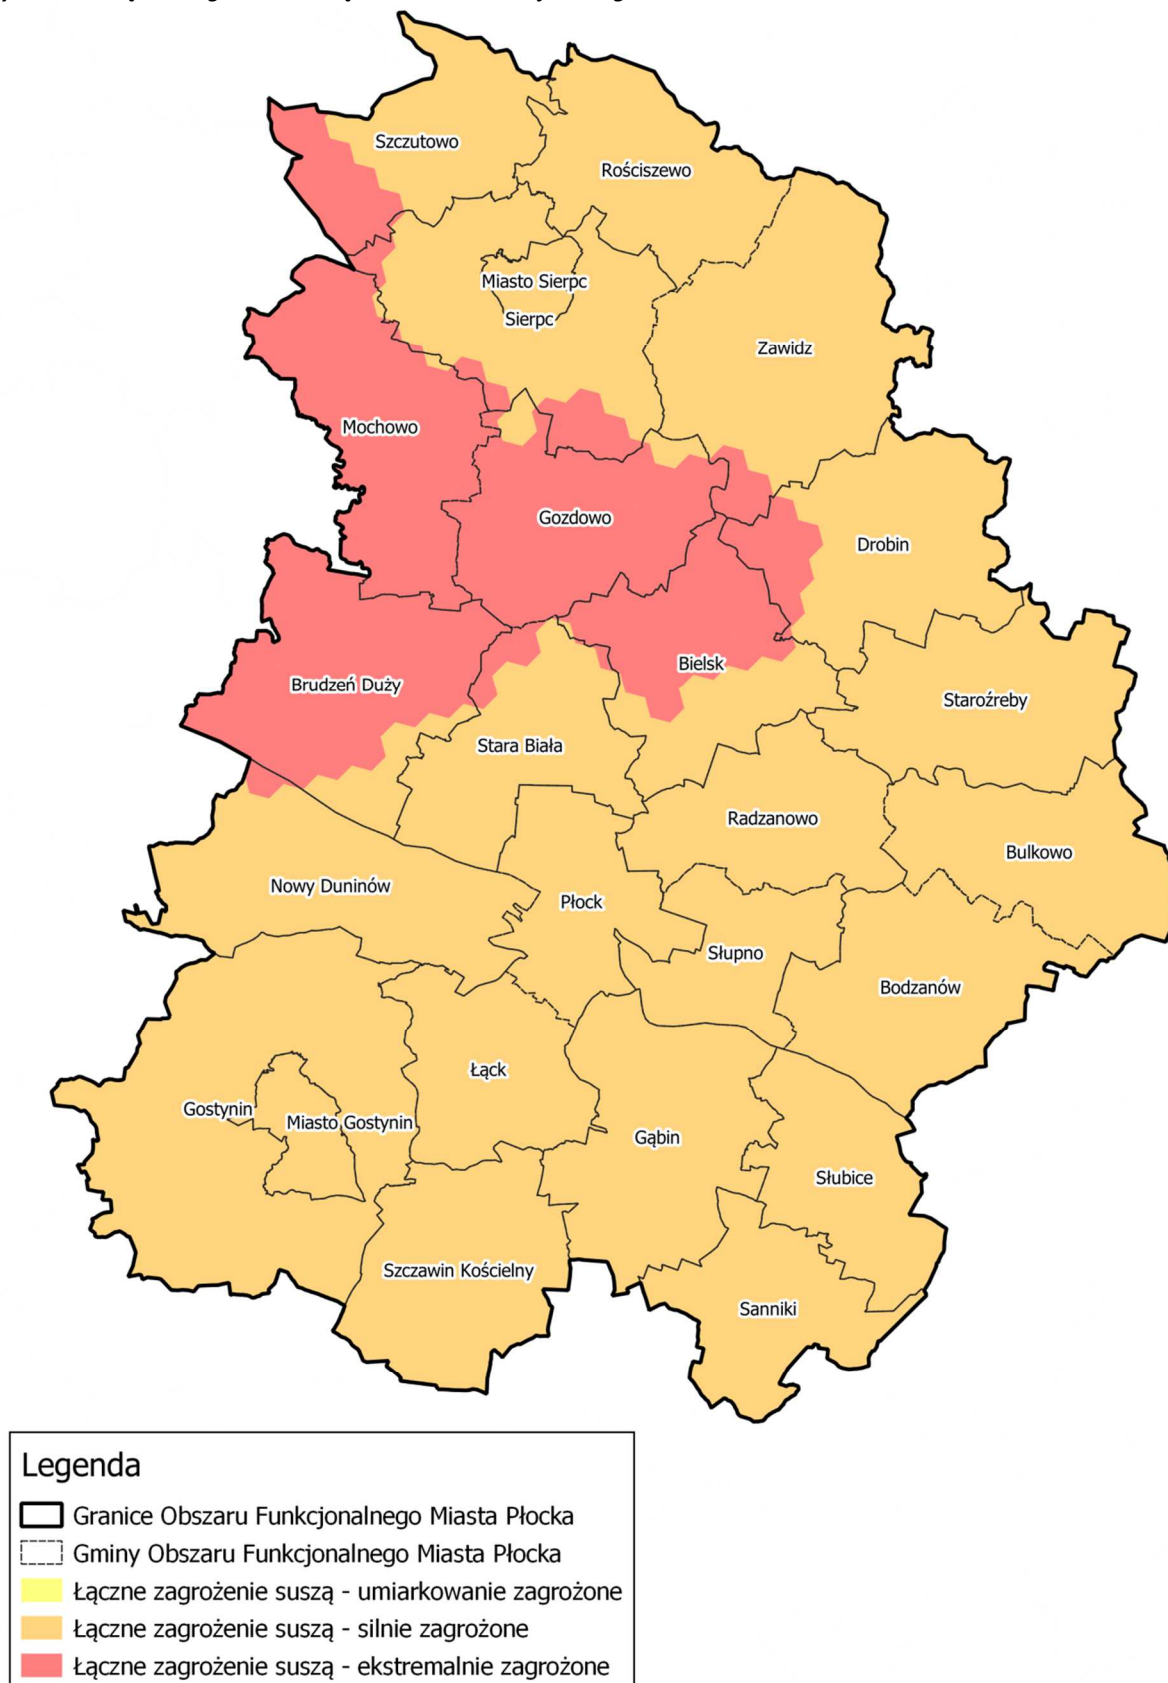 Szczutowo
Rościszewo
Miasto Sierpc
Sierpc
Zawidz
Mochowo
Gozdowo
Drobin
Bielsk
Brudzeń Duży
Staroźreby
Stara Biała
Radzanowo
Bulkowo
Nowy Duninów
Płock
Słupno
Bodzanów
Łąck
Gostynin
Miasto Gostynin
Gąbin
Słubice
Szczawin Kościelny
Sanniki
Legenda
Granice Obszaru Funkcjonalnego Miasta Płocka
Gminy Obszaru Funkcjonalnego Miasta Płocka
Łączne zagrożenie suszą - umiarkowanie zagrożone
Łączne zagrożenie suszą - silnie zagrożone
Łączne zagrożenie suszą - ekstremalnie zagrożone